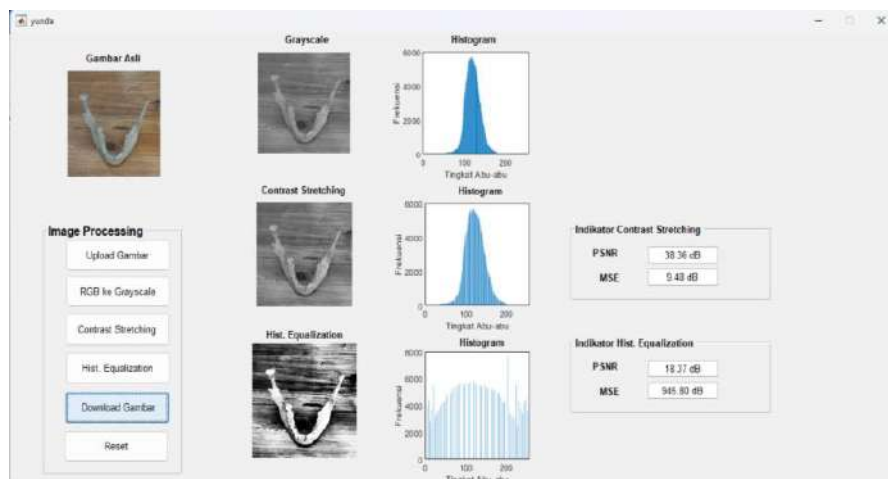 yunda
Gambar Asli
Grayscale
Histogram
Frekuensi
6000
4000
2000
0
0 100 200
Tingkat Abu-abu
Contrast Stretching
Histogram
Frekuensi
6000
4000
2000
0
0 100 200
Tingkat Abu-abu
Image Processing
Upload Gambar
RGB ke Grayscale
Contrast Stretching
Hist. Equalization
Download Gambar
Reset
Indikator Contrast Stretching
PSNR 38.36 dB
MSE 9.48 dB
Hist. Equalization
Histogram
Frekuensi
8000
6000
4000
2000
0
0 100 200
Tingkat Abu-abu
Indikator Hist. Equalization
PSNR 18.37 dB
MSE 945.80 dB